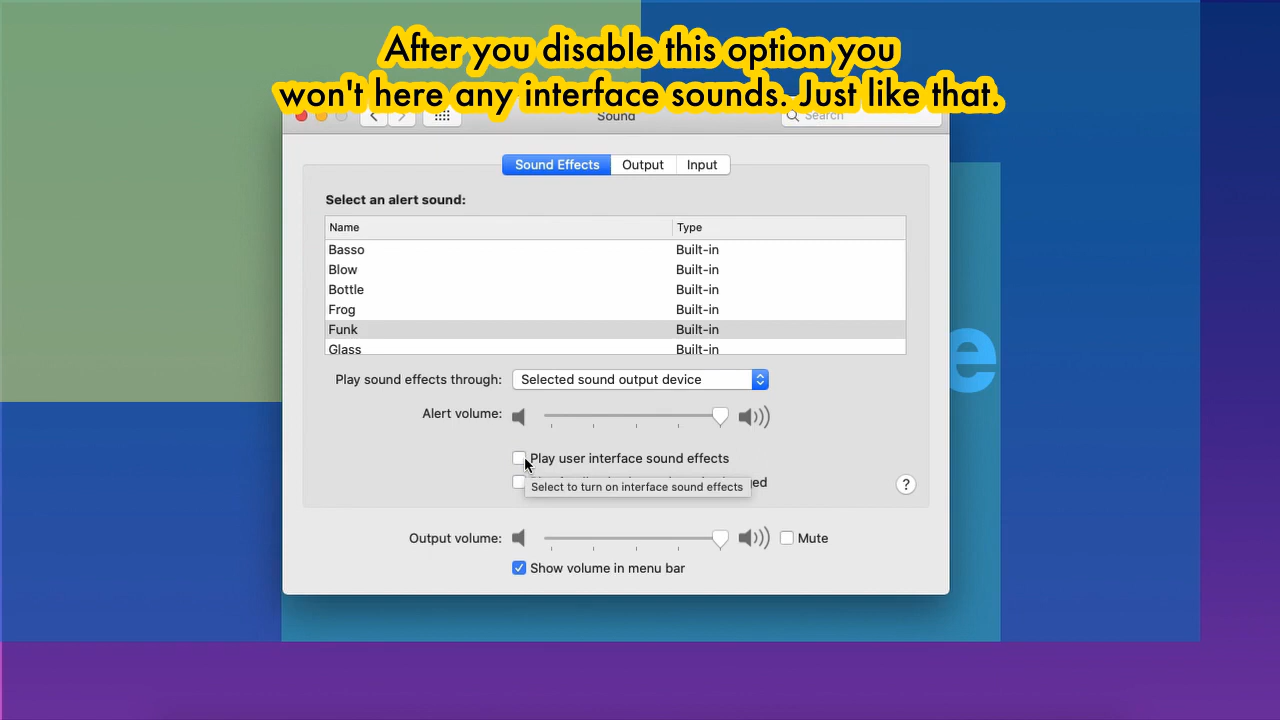 After you disable this option you
won't here any interface sounds. Just like that.
Sound
Search
Sound Effects Output Input
Select an alert sound:
Name Type
Basso Built-in
Blow Built-in
Bottle Built-in
Frog Built-in
Funk Built-in
Glass Built-in
Play sound effects through: Selected sound output device
Alert volume:
Play user interface sound effects
Select to turn on interface sound effects
?
Output volume: Mute
Show volume in menu bar
e